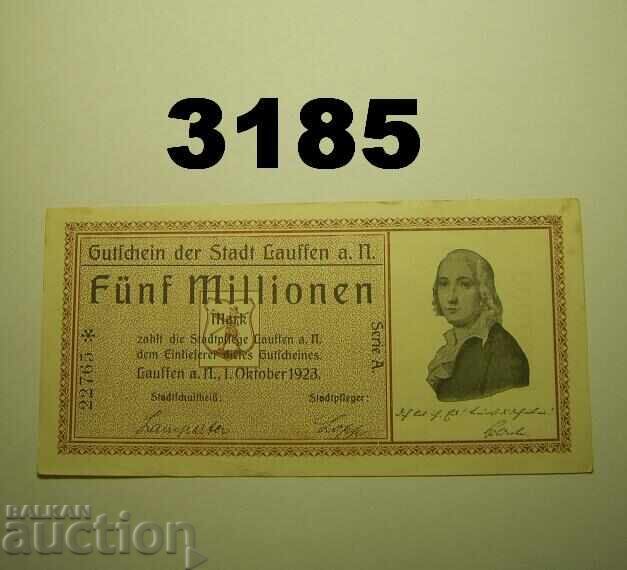 3185
Gutschein der Stadt Lauffen a. N.
Fünf Millionen
Mark
zahlt die Stadtpflege Lauffen a. N.
dem Einlieferer dieses Gutscheines.
Lauffen a. N., 1. Oktober 1923.
Stadtschultheiß: Stadtpfleger:
Serie A
22765 *
BALKAN
auction